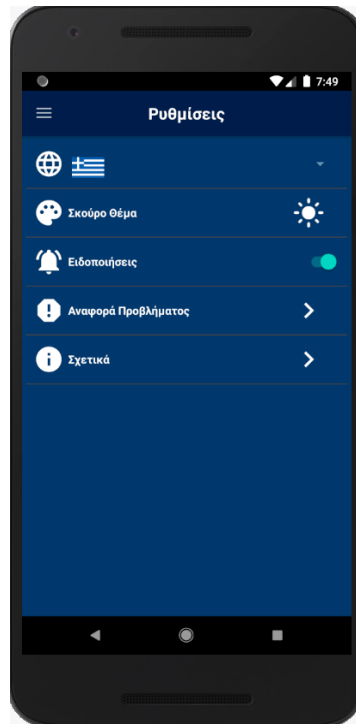 7:49
Ρυθμίσεις
Σκούρο Θέμα
Ειδοποιήσεις
Αναφορά Προβλήματος
Σχετικά